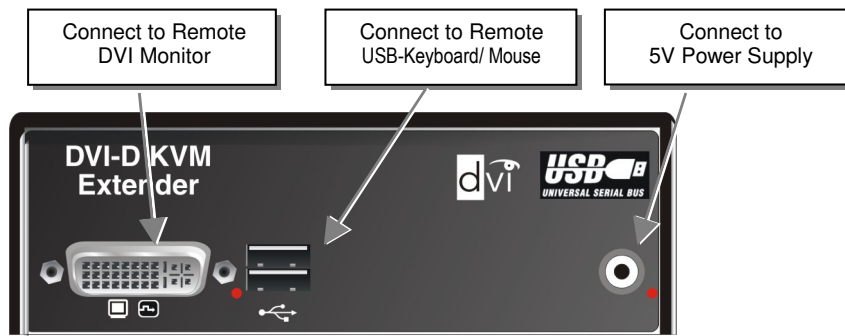 Connect to Remote
DVI Monitor
Connect to Remote
USB-Keyboard/ Mouse
Connect to
5V Power Supply
DVI-D KVM
Extender
dvi
USB
UNIVERSAL SERIAL BUS